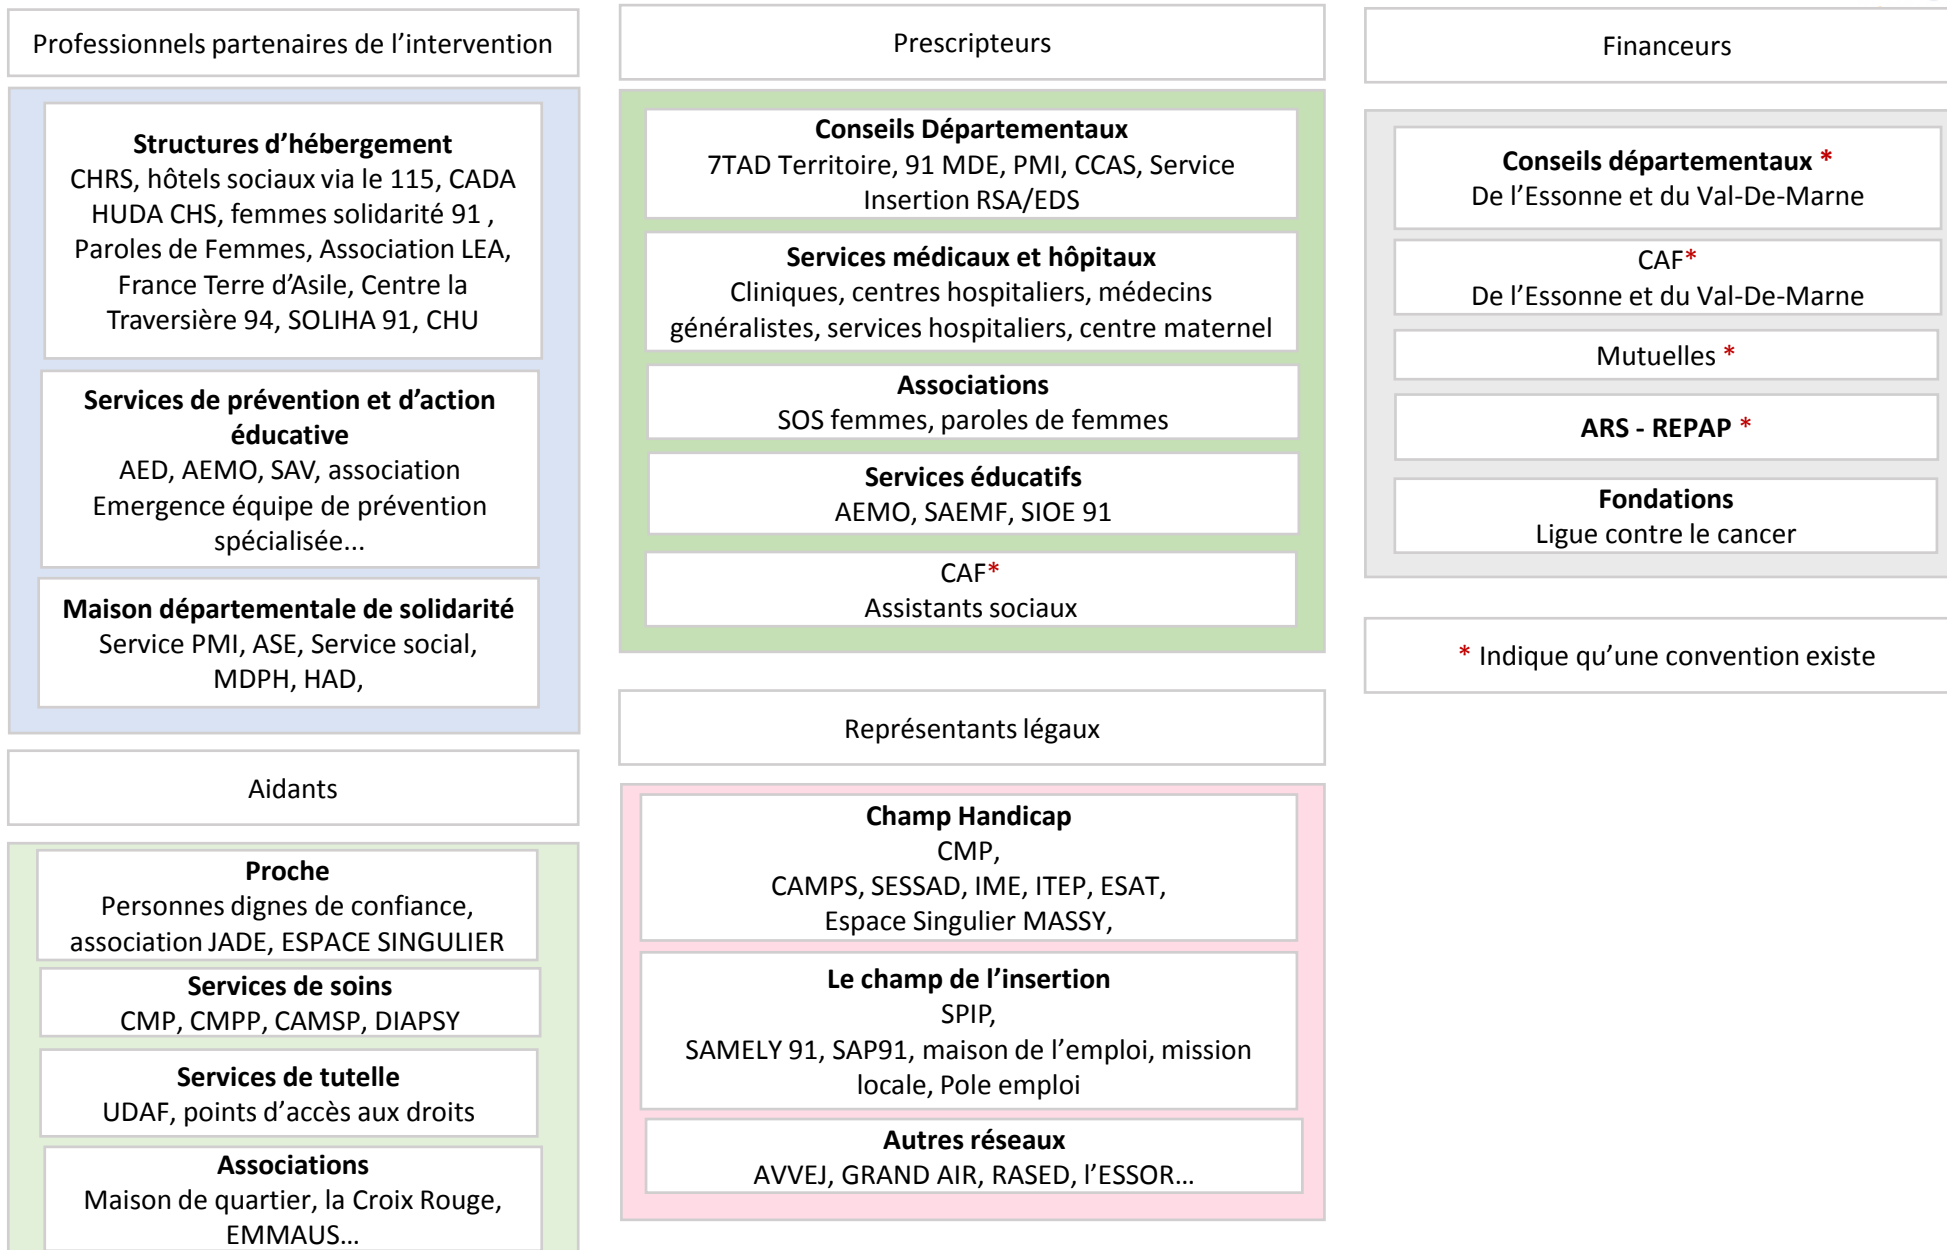 Professionnels partenaires de l’intervention
Structures d’hébergement
CHRS, hôtels sociaux via le 115, CADA
HUDA CHS, femmes solidarité 91 ,
Paroles de Femmes, Association LEA,
France Terre d’Asile, Centre la
Traversière 94, SOLIHA 91, CHU
Services de prévention et d’action
éducative
AED, AEMO, SAV, association
Emergence équipe de prévention
spécialisée...
Maison départementale de solidarité
Service PMI, ASE, Service social,
MDPH, HAD,
Aidants
Proche
Personnes dignes de confiance,
association JADE, ESPACE SINGULIER
Services de soins
CMP, CMPP, CAMSP, DIAPSY
Services de tutelle
UDAF, points d’accès aux droits
Associations
Maison de quartier, la Croix Rouge,
EMMAUS…
Prescripteurs
Conseils Départementaux
7TAD Territoire, 91 MDE, PMI, CCAS, Service
Insertion RSA/EDS
Services médicaux et hôpitaux
Cliniques, centres hospitaliers, médecins
généralistes, services hospitaliers, centre maternel
Associations
SOS femmes, paroles de femmes
Services éducatifs
AEMO, SAEMF, SIOE 91
CAF*
Assistants sociaux
Représentants légaux
Champ Handicap
CMP,
CAMPS, SESSAD, IME, ITEP, ESAT,
Espace Singulier MASSY,
Le champ de l’insertion
SPIP,
SAMELY 91, SAP91, maison de l’emploi, mission
locale, Pole emploi
Autres réseaux
AVVEJ, GRAND AIR, RASED, l’ESSOR…
Financeurs
Conseils départementaux *
De l’Essonne et du Val-De-Marne
CAF*
De l’Essonne et du Val-De-Marne
Mutuelles *
ARS - REPAP *
Fondations
Ligue contre le cancer
* Indique qu’une convention existe